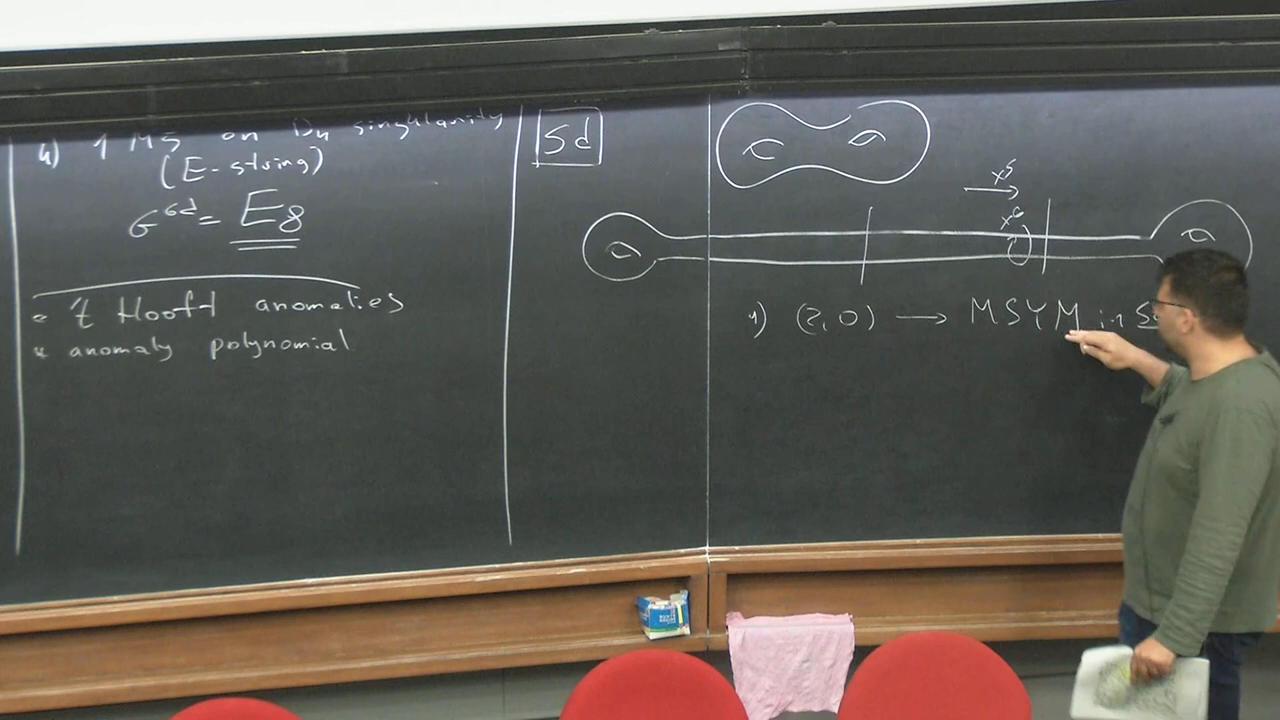 4) 1 M5 on D4 singularity
(E-string)
G^6d = E8
't Hooft anomalies
anomaly polynomial
5d
x^5
x^6
1) (2,0) → MSYM in 5